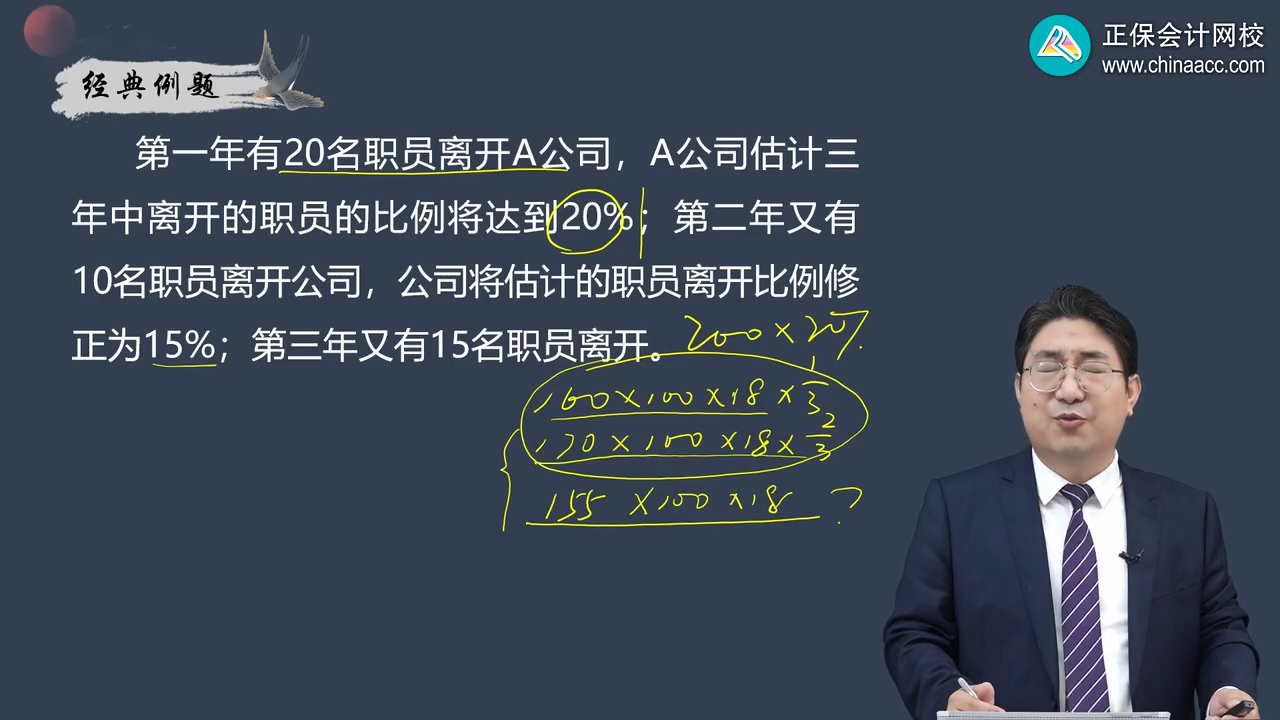 经典例题
正保会计网校
www.chinaacc.com
第一年有20名职员离开A公司，A公司估计三
年中离开的职员的比例将达到20%；第二年又有
10名职员离开公司，公司将估计的职员离开比例修
正为15%；第三年又有15名职员离开。
200×20%
160×100×18×1/3
170×100×18×2/3
155×100×18 ?